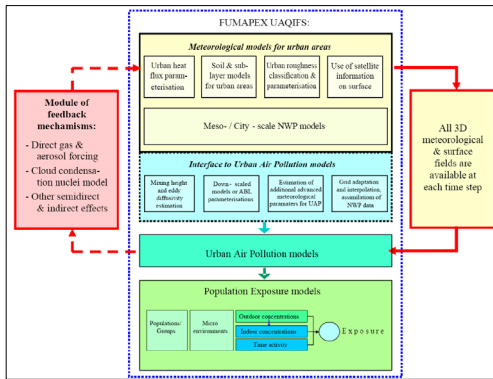 FUMAPEX UAQIFS:
Meteorological models for urban areas
Urban heat
flux param-
eterisation
Soil & sub-
layer models
for urban areas
Urban roughness
classification &
parameterisation
Use of satellite
information
on surface
Meso- / City - scale NWP models
Module of
feedback
mechanisms:
- Direct gas &
aerosol forcing
- Cloud conden-
sation nuclei model
- Other semidirect
& indirect effects
All 3D
meteorological
& surface
fields are
available at
each time step
Interface to Urban Air Pollution models
Mixing height
and eddy
diffusivity
estimation
Down- scaled
models or ABL
parameterisations
Estimation of
additional advanced
meteorological
parameters for UAP
Grid adaptation
and interpolation,
assimilations of
NWP data
Urban Air Pollution models
Population Exposure models
Populations/
Groups
Micro
environments
Outdoor concentrations
Indoor concentrations
Time activity
Exposure